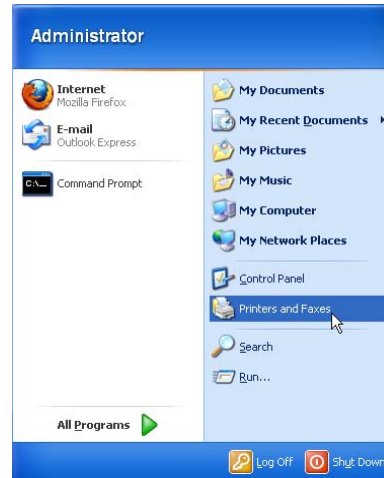 Administrator
Internet
Mozilla Firefox
E-mail
Outlook Express
C:\_
Command Prompt
All Programs
My Documents
My Recent Documents
My Pictures
My Music
My Computer
My Network Places
Control Panel
Printers and Faxes
Search
Run...
Log Off
Shut Down